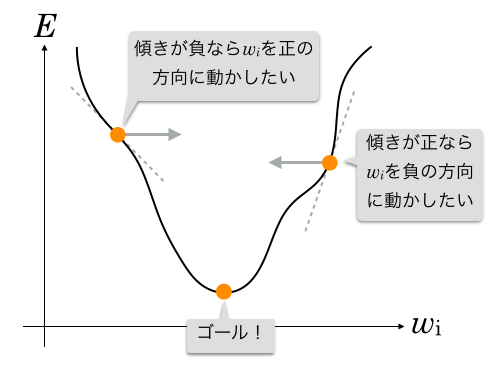 E
傾きが負ならwiを正の
方向に動かしたい
傾きが正なら
wiを負の方向
に動かしたい
ゴール！
wi